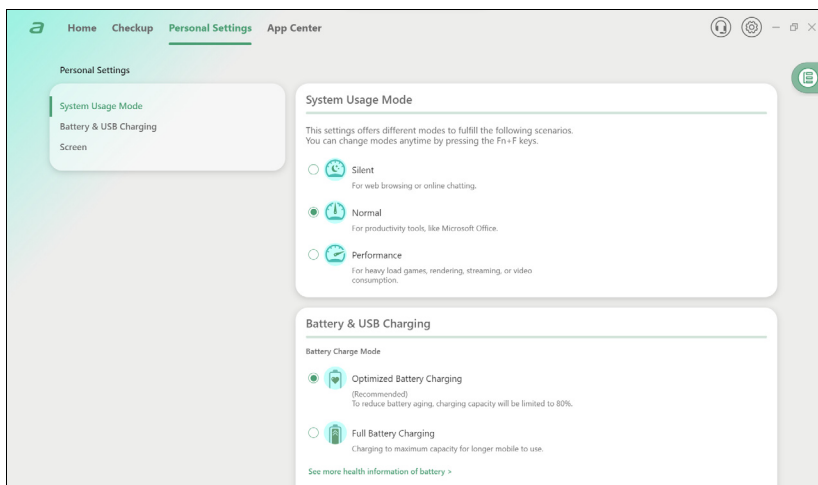 a
Home Checkup Personal Settings App Center
Personal Settings
System Usage Mode
Battery & USB Charging
Screen
System Usage Mode
This settings offers different modes to fulfill the following scenarios.
You can change modes anytime by pressing the Fn+F keys.
Silent
For web browsing or online chatting.
Normal
For productivity tools, like Microsoft Office.
Performance
For heavy load games, rendering, streaming, or video
consumption.
Battery & USB Charging
Battery Charge Mode
Optimized Battery Charging
(Recommended)
To reduce battery aging, charging capacity will be limited to 80%.
Full Battery Charging
Charging to maximum capacity for longer mobile to use.
See more health information of battery >